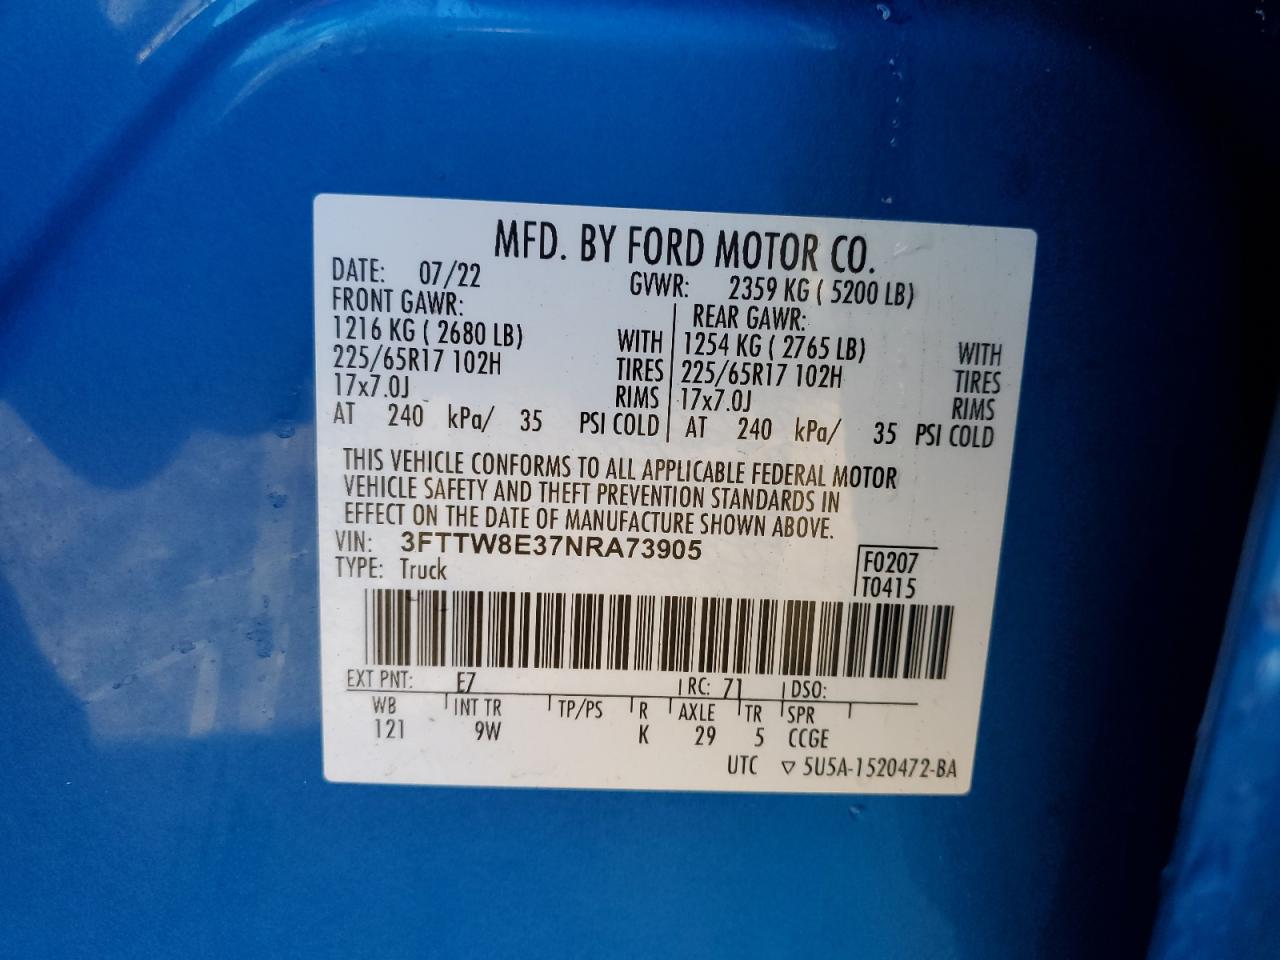 MFD. BY FORD MOTOR CO.
DATE: 07/22 GVWR: 2359 KG ( 5200 LB)
FRONT GAWR: REAR GAWR:
1216 KG ( 2680 LB) WITH 1254 KG ( 2765 LB) WITH
225/65R17 102H TIRES 225/65R17 102H TIRES
17x7.0J RIMS 17x7.0J RIMS
AT 240 kPa/ 35 PSI COLD AT 240 kPa/ 35 PSI COLD
THIS VEHICLE CONFORMS TO ALL APPLICABLE FEDERAL MOTOR
VEHICLE SAFETY AND THEFT PREVENTION STANDARDS IN
EFFECT ON THE DATE OF MANUFACTURE SHOWN ABOVE.
VIN: 3FTTW8E37NRA73905
TYPE: Truck
F0207
T0415
EXT PNT: E7 RC: 71 DSO:
WB INT TR TP/PS R AXLE TR SPR
121 9W K 29 5 CCGE
UTC ▽ 5U5A-1520472-BA